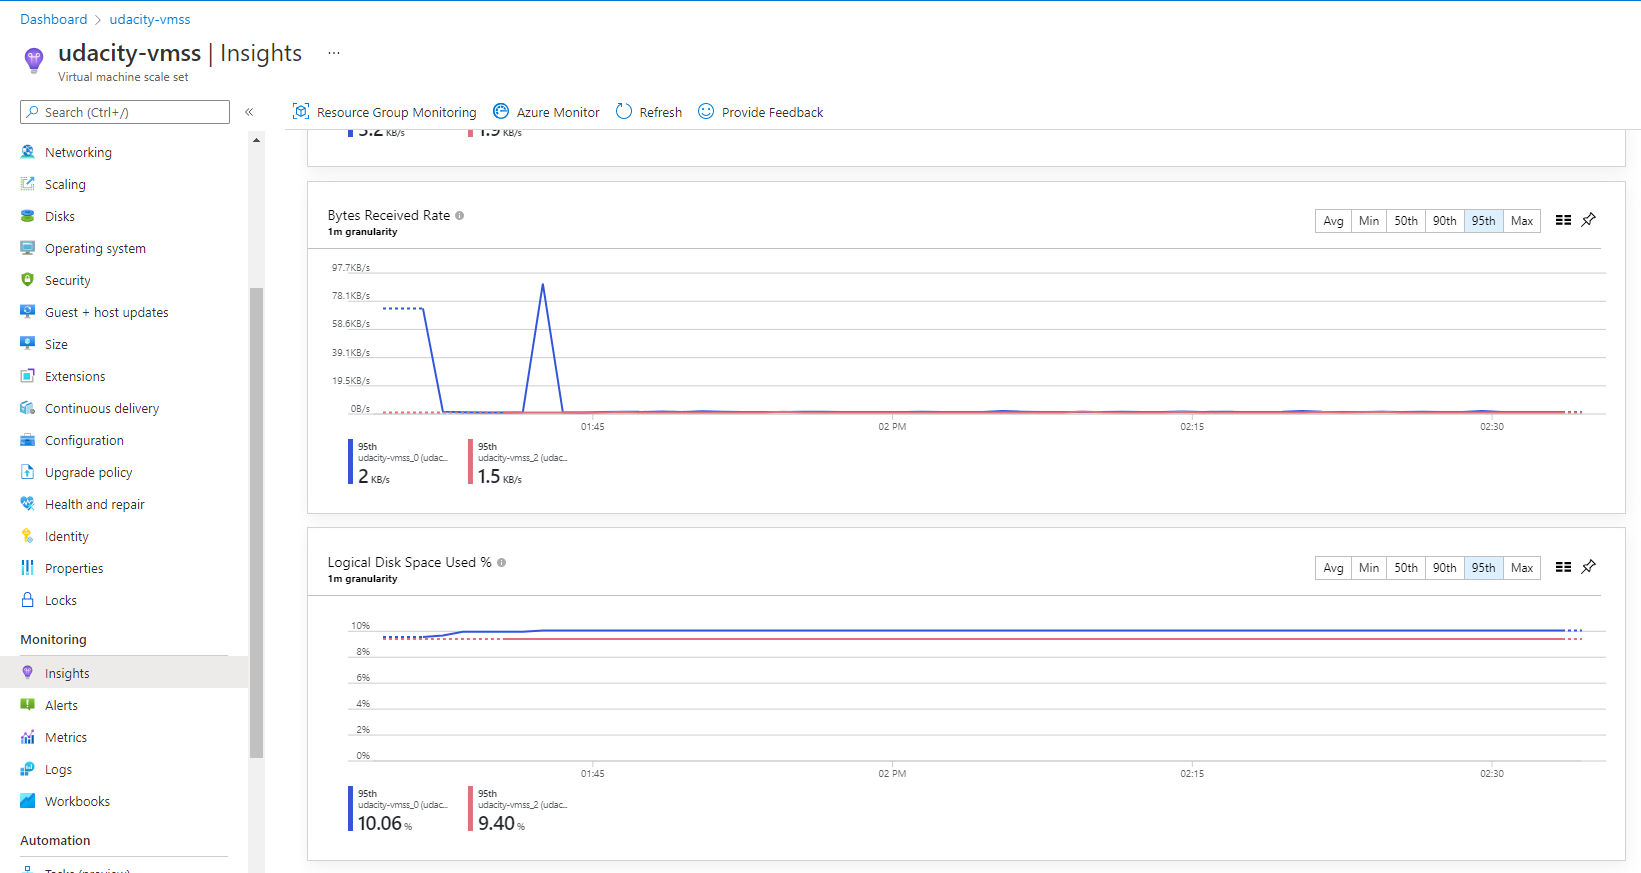 Dashboard > udacity-vmss
udacity-vmss | Insights ...
Virtual machine scale set
Search (Ctrl+/) «
Networking
Scaling
Disks
Operating system
Security
Guest + host updates
Size
Extensions
Continuous delivery
Configuration
Upgrade policy
Health and repair
Identity
Properties
Locks
Monitoring
Insights
Alerts
Metrics
Logs
Workbooks
Automation
Tasks (preview)
Resource Group Monitoring Azure Monitor Refresh Provide Feedback
KB/s 1.9 KB/s
Bytes Received Rate
1m granularity
Avg Min 50th 90th 95th Max
97.7KB/s
78.1KB/s
58.6KB/s
39.1KB/s
19.5KB/s
0B/s
01:45 02 PM 02:15 02:30
95th
udacity-vmss_0 (udac...
2 KB/s
95th
udacity-vmss_2 (udac...
1.5 KB/s
Logical Disk Space Used %
1m granularity
Avg Min 50th 90th 95th Max
10%
8%
6%
4%
2%
0%
01:45 02 PM 02:15 02:30
95th
udacity-vmss_0 (udac...
10.06 %
95th
udacity-vmss_2 (udac...
9.40 %